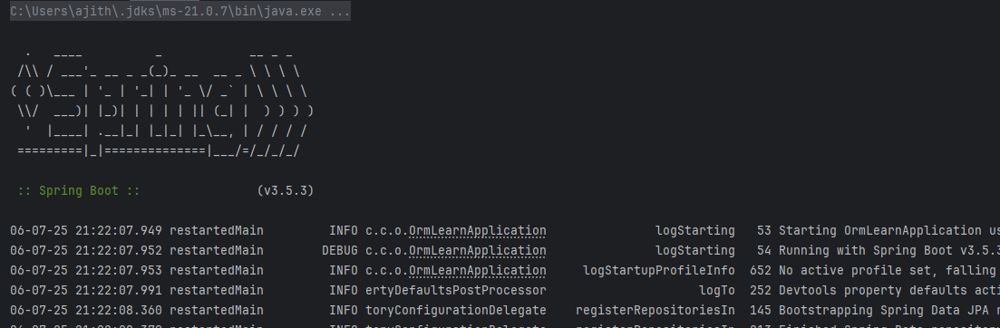 C:\Users\ajith\.jdks\ms-21.0.7\bin\java.exe ...
  .   ____          _            __ _ _
 /\\ / ___'_ __ _ _(_)_ __  __ _ \ \ \ \
( ( )\___ | '_ | '_| | '_ \/ _` | \ \ \ \
 \\/  ___)| |_)| | | | | || (_| |  ) ) ) )
  '  |____| .__|_| |_|_| |_\__, | / / / /
 =========|_|==============|___/=/_/_/_/
 :: Spring Boot ::                (v3.5.3)
06-07-25 21:22:07.949 restartedMain         INFO c.c.o.OrmLearnApplication               logStarting   53 Starting OrmLearnApplication us
06-07-25 21:22:07.952 restartedMain        DEBUG c.c.o.OrmLearnApplication               logStarting   54 Running with Spring Boot v3.5.3
06-07-25 21:22:07.953 restartedMain         INFO c.c.o.OrmLearnApplication     logStartupProfileInfo  652 No active profile set, falling
06-07-25 21:22:07.991 restartedMain         INFO ertyDefaultsPostProcessor                     logTo  252 Devtools property defaults acti
06-07-25 21:22:08.360 restartedMain         INFO toryConfigurationDelegate    registerRepositoriesIn  145 Bootstrapping Spring Data JPA r